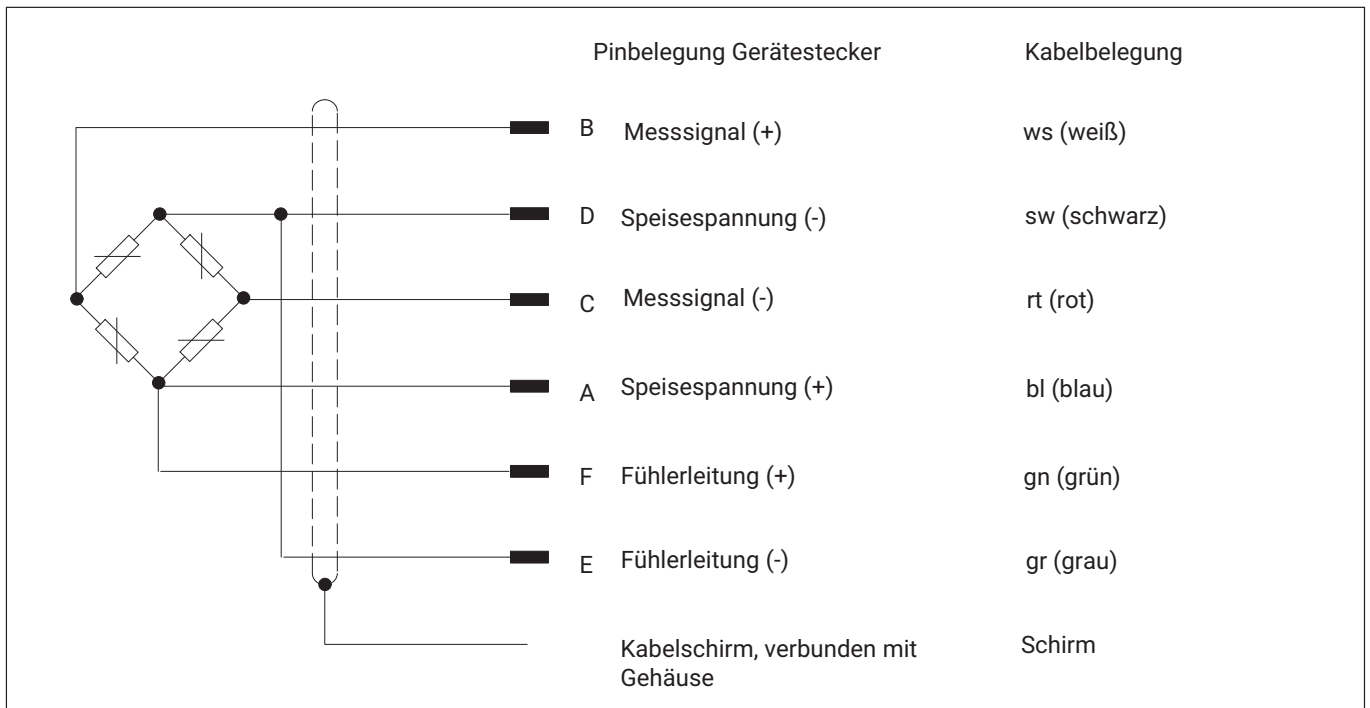 Pinbelegung Gerätestecker Kabelbelegung
B Messsignal (+) ws (weiß)
D Speisespannung (-) sw (schwarz)
C Messsignal (-) rt (rot)
A Speisespannung (+) bl (blau)
F Fühlerleitung (+) gn (grün)
E Fühlerleitung (-) gr (grau)
Kabelschirm, verbunden mit Schirm
Gehäuse